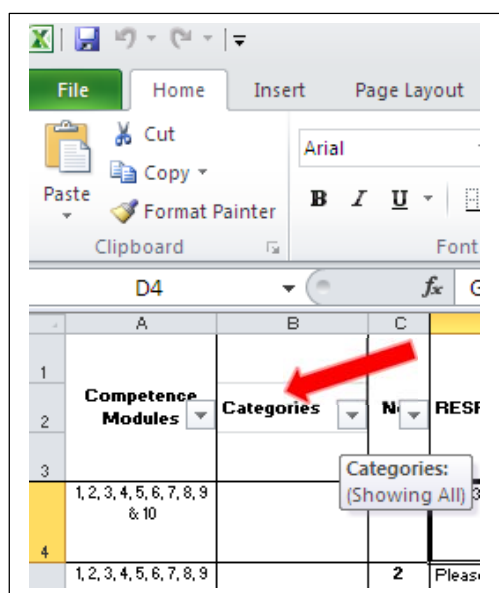 File Home Insert Page Layout
Cut
Arial
Copy
Paste
Format Painter
B I U
Clipboard Font
D4 fx
A B C
1
Competence Modules Categories RESP
2
3
Categories:
(Showing All)
1, 2, 3, 4, 5, 6, 7, 8, 9
& 10
4
1, 2, 3, 4, 5, 6, 7, 8, 9 2 Pleas